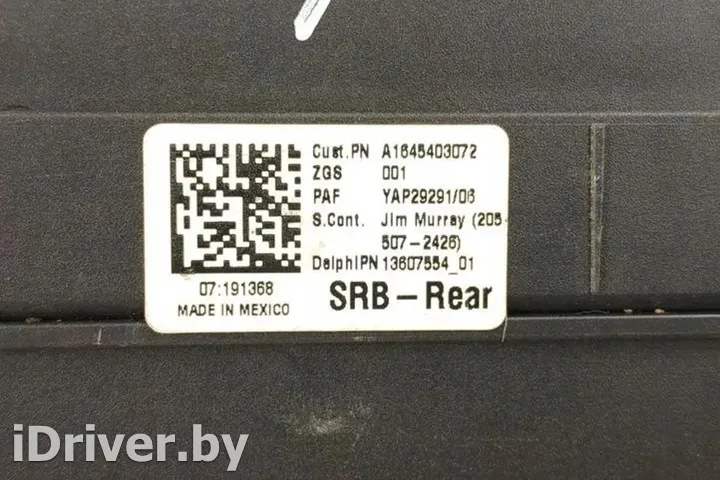 Cust.PN A1645403072
ZGS 001
PAF YAP29291/06
S.Cont. Jim Murray (205-
507-2426)
DelphiPN 13607554_01
07:191368
MADE IN MEXICO
SRB-Rear
iDriver.by